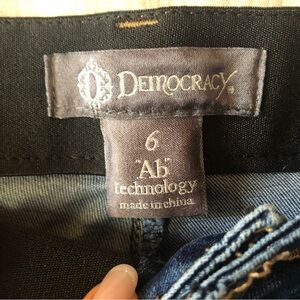 DEMOCRACY
6
"Ab"
technology
made in china